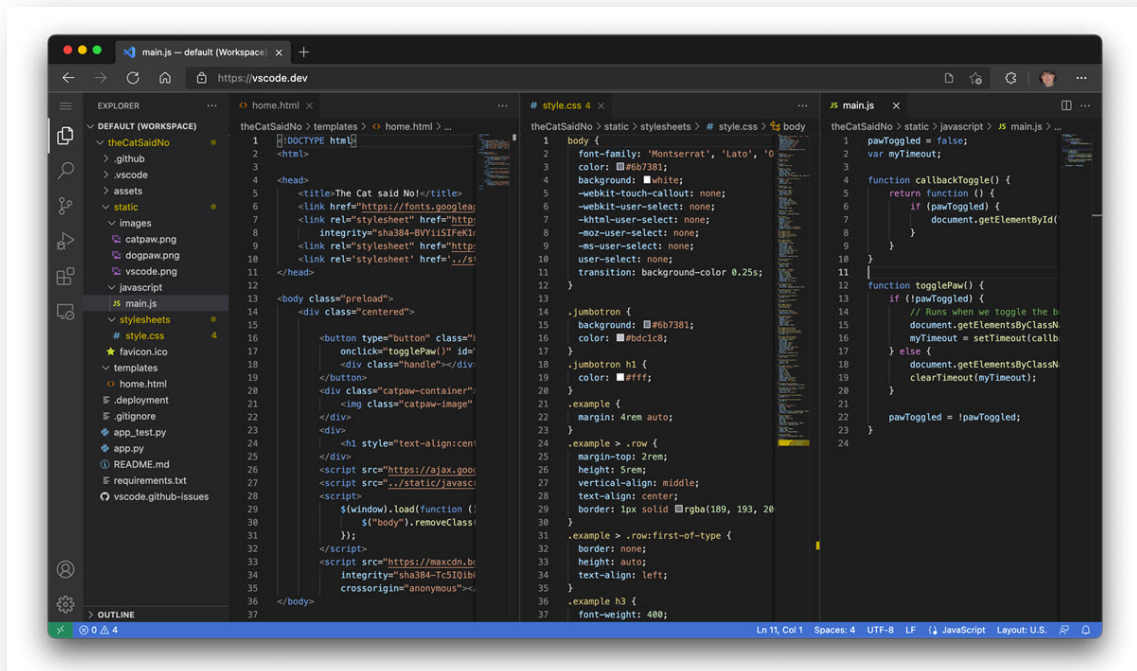 main.js — default (Workspace)
https://vscode.dev
EXPLORER
DEFAULT (WORKSPACE)
theCatSaidNo
.github
.vscode
assets
static
images
catpaw.png
dogpaw.png
vscode.png
javascript
JS main.js
stylesheets
# style.css 4
favicon.ico
templates
home.html
.deployment
.gitignore
app_test.py
app.py
README.md
requirements.txt
vscode.github-issues
OUTLINE
home.html
theCatSaidNo > templates > home.html > ...
1 <!DOCTYPE html>
2 <html>
3
4 <head>
5 <title>The Cat said No!</title>
6 <link href="https://fonts.googleap
7 <link rel="stylesheet" href="https
8 integrity="sha384-BVYiiSIFeK1d
9 <link rel="stylesheet" href="https
10 <link rel='stylesheet' href='../st
11 </head>
12
13 <body class="preload">
14 <div class="centered">
15
16 <button type="button" class="b
17 onclick="togglePaw()" id="
18 <div class="handle"></div
19 </button>
20 <div class="catpaw-container"
21 <img class="catpaw-image"
22 </div>
23 <div>
24 <h1 style="text-align:cent
25 </div>
26 <script src="https://ajax.goog
27 <script src="../static/javasc
28 <script>
29 $(window).load(function ()
30 $("body").removeClass(
31 });
32 </script>
33 <script src="https://maxcdn.bo
34 integrity="sha384-Tc5IQib
35 crossorigin="anonymous"></
36 </body>
37
# style.css 4
theCatSaidNo > static > stylesheets > # style.css > body
1 body {
2 font-family: 'Montserrat', 'Lato', 'O
3 color: #6b7381;
4 background: white;
5 -webkit-touch-callout: none;
6 -webkit-user-select: none;
7 -khtml-user-select: none;
8 -moz-user-select: none;
9 -ms-user-select: none;
10 user-select: none;
11 transition: background-color 0.25s;
12 }
13
14 .jumbotron {
15 background: #6b7381;
16 color: #bdc1c8;
17 }
18 .jumbotron h1 {
19 color: #fff;
20 }
21 .example {
22 margin: 4rem auto;
23 }
24 .example > .row {
25 margin-top: 2rem;
26 height: 5rem;
27 vertical-align: middle;
28 text-align: center;
29 border: 1px solid rgba(189, 193, 20
30 }
31 .example > .row:first-of-type {
32 border: none;
33 height: auto;
34 text-align: left;
35 }
36 .example h3 {
37 font-weight: 400;
JS main.js
theCatSaidNo > static > javascript > JS main.js > ...
1 pawToggled = false;
2 var myTimeout;
3
4 function callbackToggle() {
5 return function () {
6 if (pawToggled) {
7 document.getElementById(
8 }
9 }
10 }
11
12 function togglePaw() {
13 if (!pawToggled) {
14 // Runs when we toggle the b
15 document.getElementsByClassNa
16 myTimeout = setTimeout(callba
17 } else {
18 document.getElementsByClassNa
19 clearTimeout(myTimeout);
20 }
21
22 pawToggled = !pawToggled;
23 }
24
0 4
Ln 11, Col 1 Spaces: 4 UTF-8 LF JavaScript Layout: U.S.